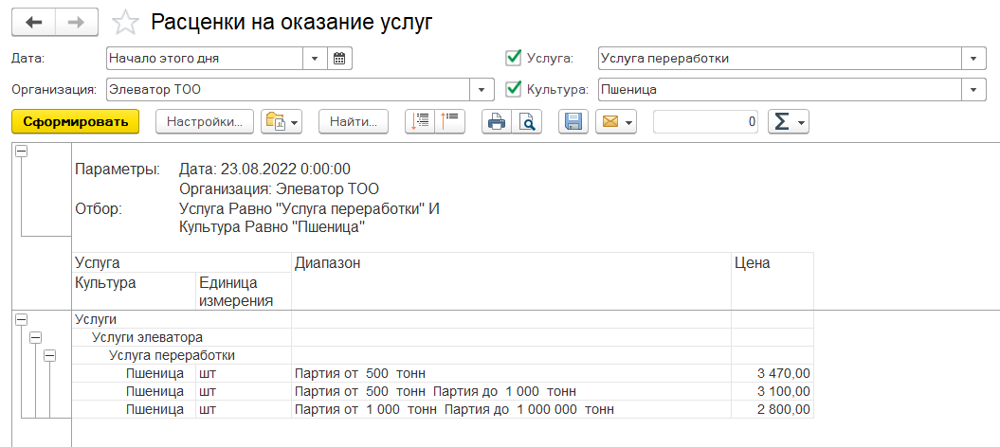 Расценки на оказание услуг
Дата: Начало этого дня Услуга: Услуга переработки
Организация: Элеватор ТОО Культура: Пшеница
Сформировать Настройки... Найти... 0 Σ
Параметры: Дата: 23.08.2022 0:00:00
Организация: Элеватор ТОО
Отбор: Услуга Равно "Услуга переработки" И
Культура Равно "Пшеница"
Услуга Диапазон Цена
Культура Единица
измерения
Услуги
Услуги элеватора
Услуга переработки
Пшеница шт Партия от 500 тонн 3 470,00
Пшеница шт Партия от 500 тонн Партия до 1 000 тонн 3 100,00
Пшеница шт Партия от 1 000 тонн Партия до 1 000 000 тонн 2 800,00